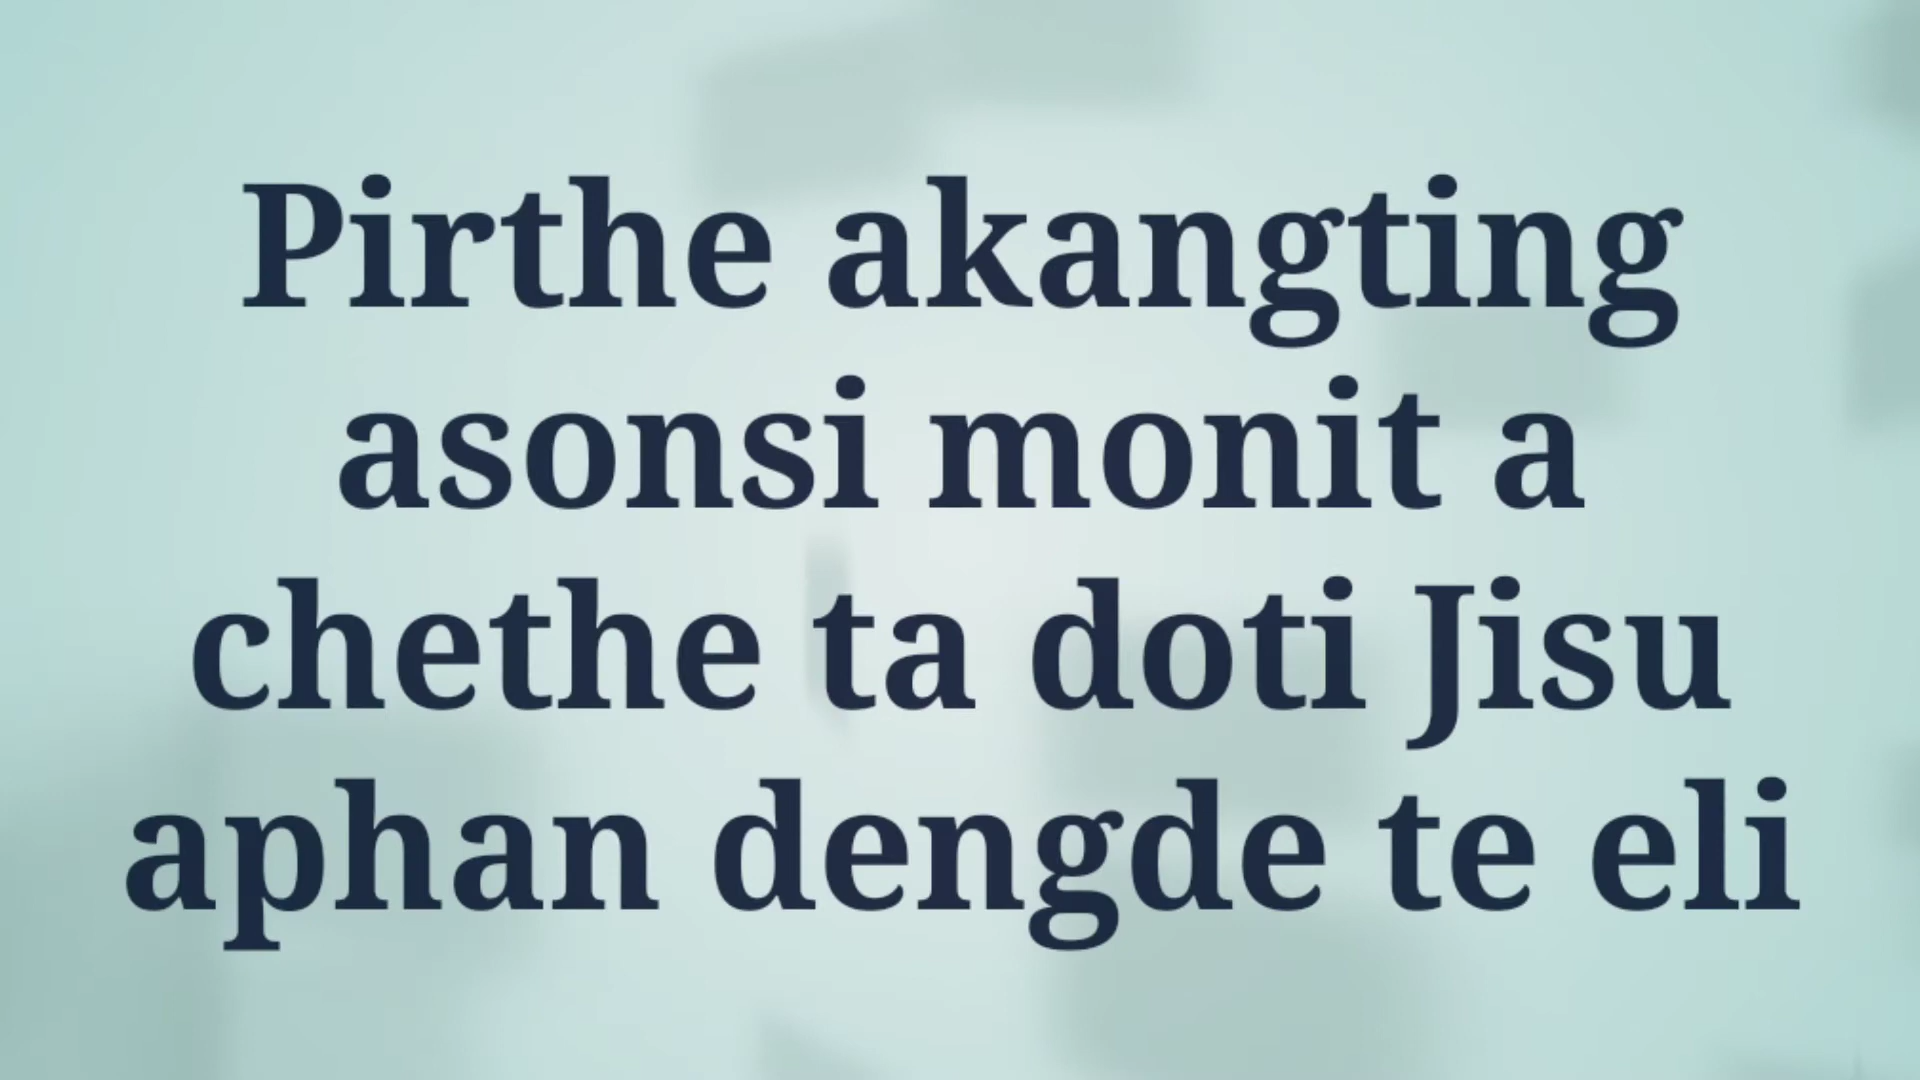 Pirthe akangting
asonsi monit a
chethe ta doti Jisu
aphan dengde te eli